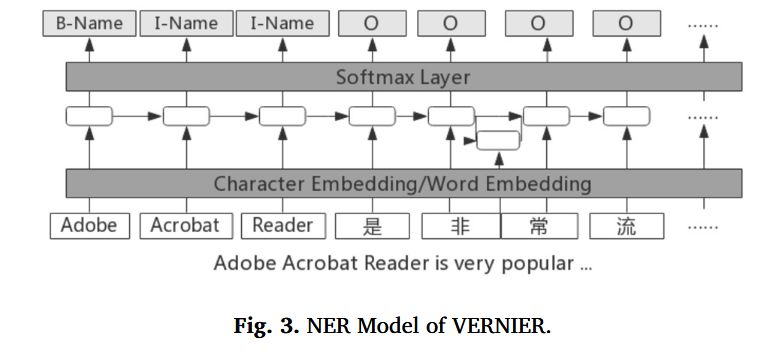 B-Name I-Name I-Name O O O O ......
Softmax Layer
......
Character Embedding/Word Embedding
Adobe Acrobat Reader 是 非 常 流 ......
Adobe Acrobat Reader is very popular ...
Fig. 3. NER Model of VERNIER.